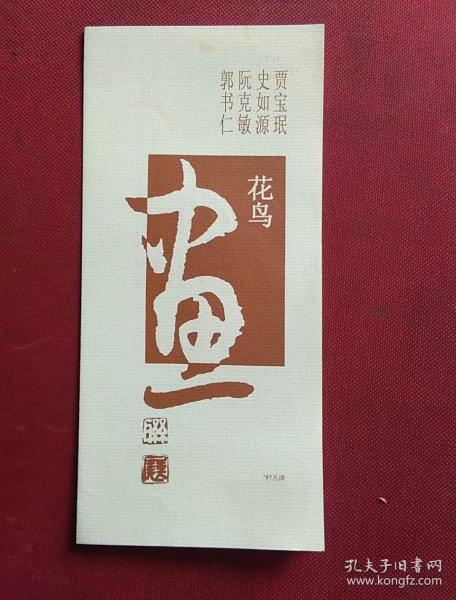 贾宝珉
史如源
阮克敏
郭书仁
花鸟
画
联展
'97天津
孔夫子旧书网
www.kongfz.com